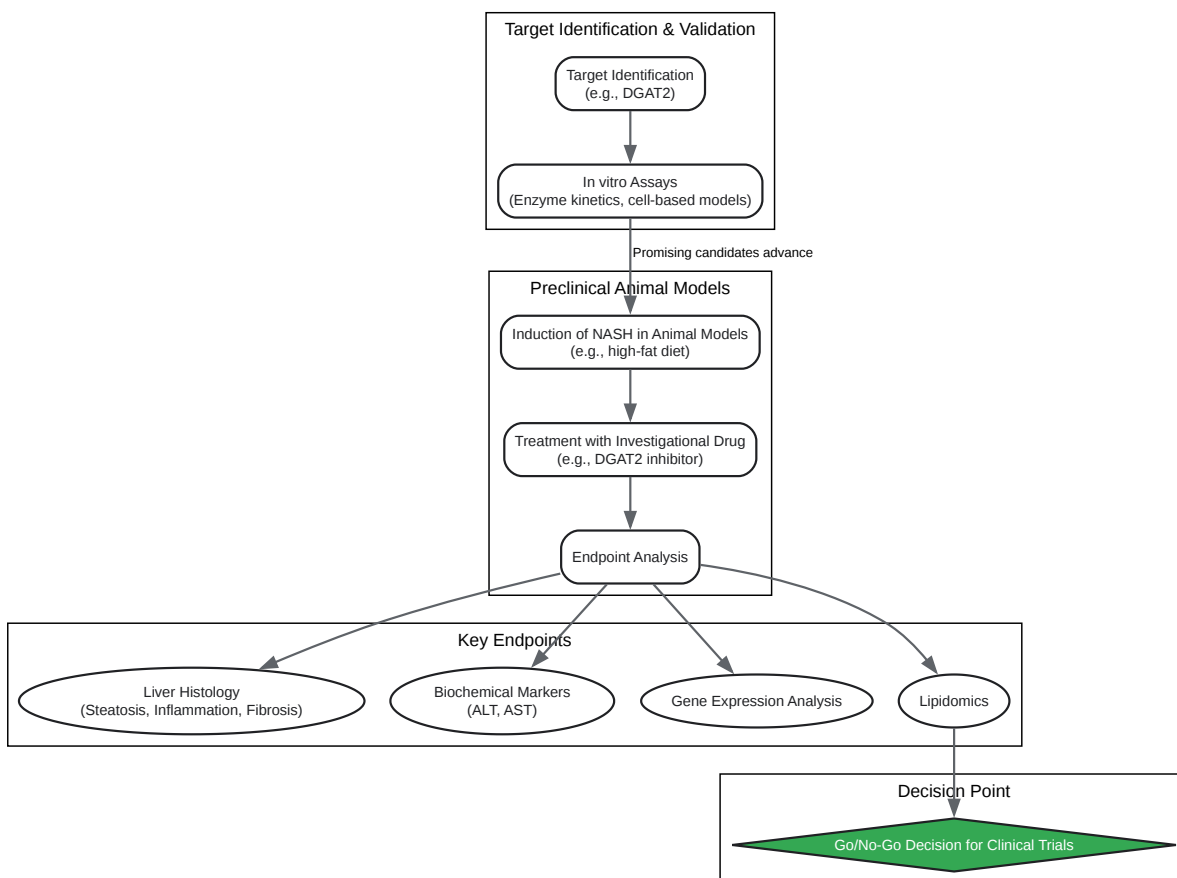 Target Identification & Validation
Target Identification
(e.g., DGAT2)
In vitro Assays
(Enzyme kinetics, cell-based models)
Promising candidates advance
Preclinical Animal Models
Induction of NASH in Animal Models
(e.g., high-fat diet)
Treatment with Investigational Drug
(e.g., DGAT2 inhibitor)
Endpoint Analysis
Key Endpoints
Liver Histology
(Steatosis, Inflammation, Fibrosis)
Biochemical Markers
(ALT, AST)
Gene Expression Analysis
Lipidomics
Decision Point
Go/No-Go Decision for Clinical Trials